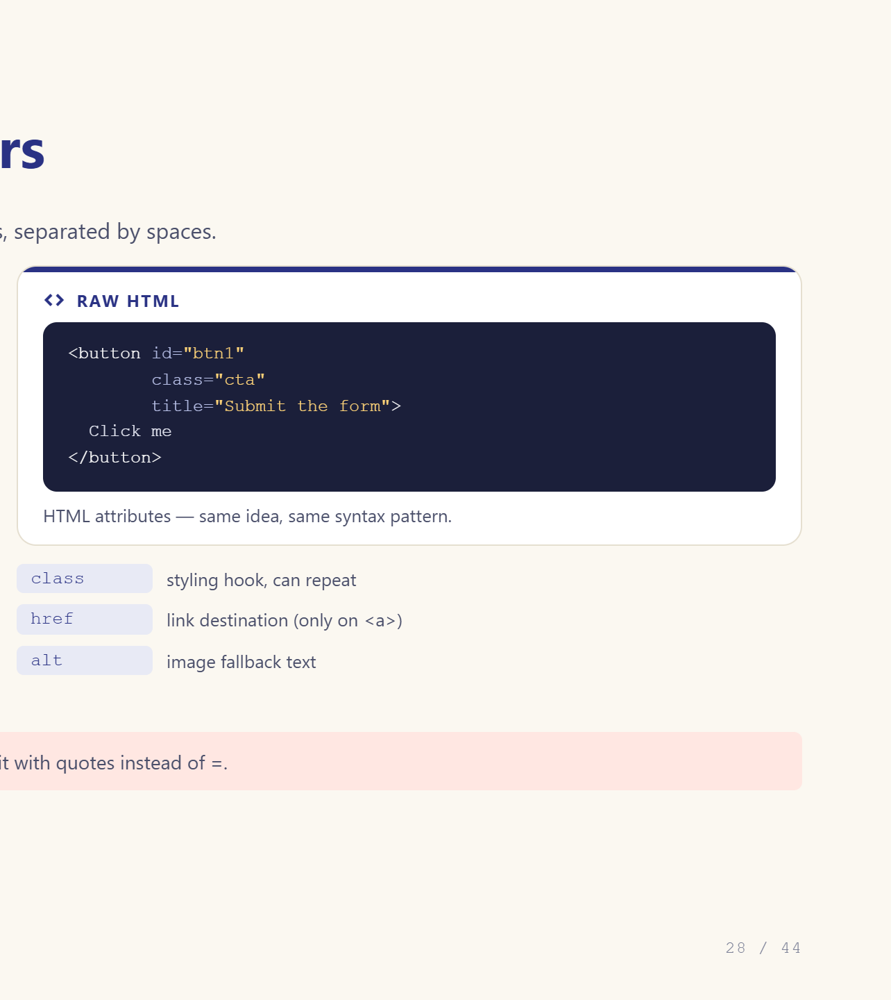 rs
s, separated by spaces.
RAW HTML
<button id="btn1"
        class="cta"
        title="Submit the form">
  Click me
</button>
HTML attributes — same idea, same syntax pattern.
class styling hook, can repeat
href link destination (only on <a>)
alt image fallback text
it with quotes instead of =.
28 / 44